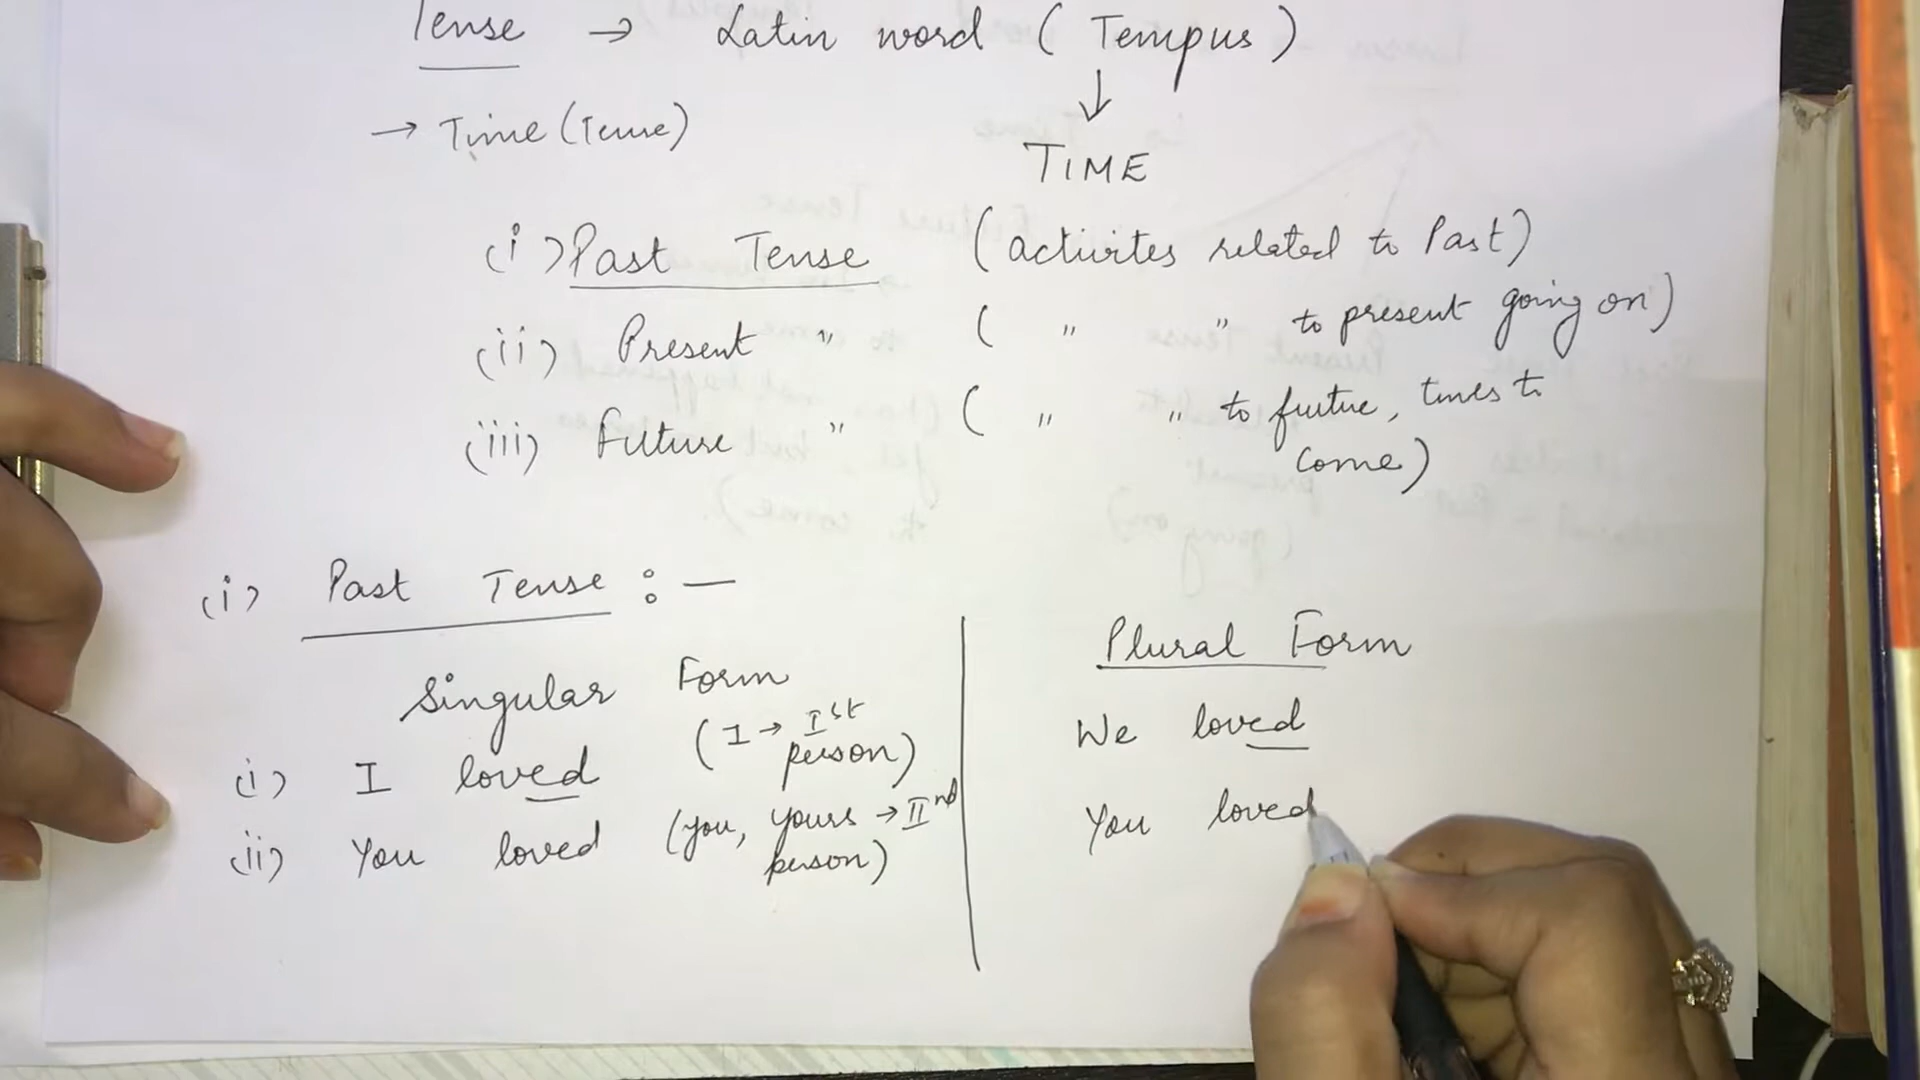 Tense → Latin word (Tempus)
↓
→ Time (Tense)
TIME
(i) Past Tense (activites related to Past)
(ii) Present " ( " " to present going on)
(iii) Future " ( " " to fuutue, times to
come)
(i) Past Tense :—
Singular Form
(I → Ist
person)
(i) I loved
(ii) You loved (you, yours → IInd
person)
Plural Form
We loved
You loved